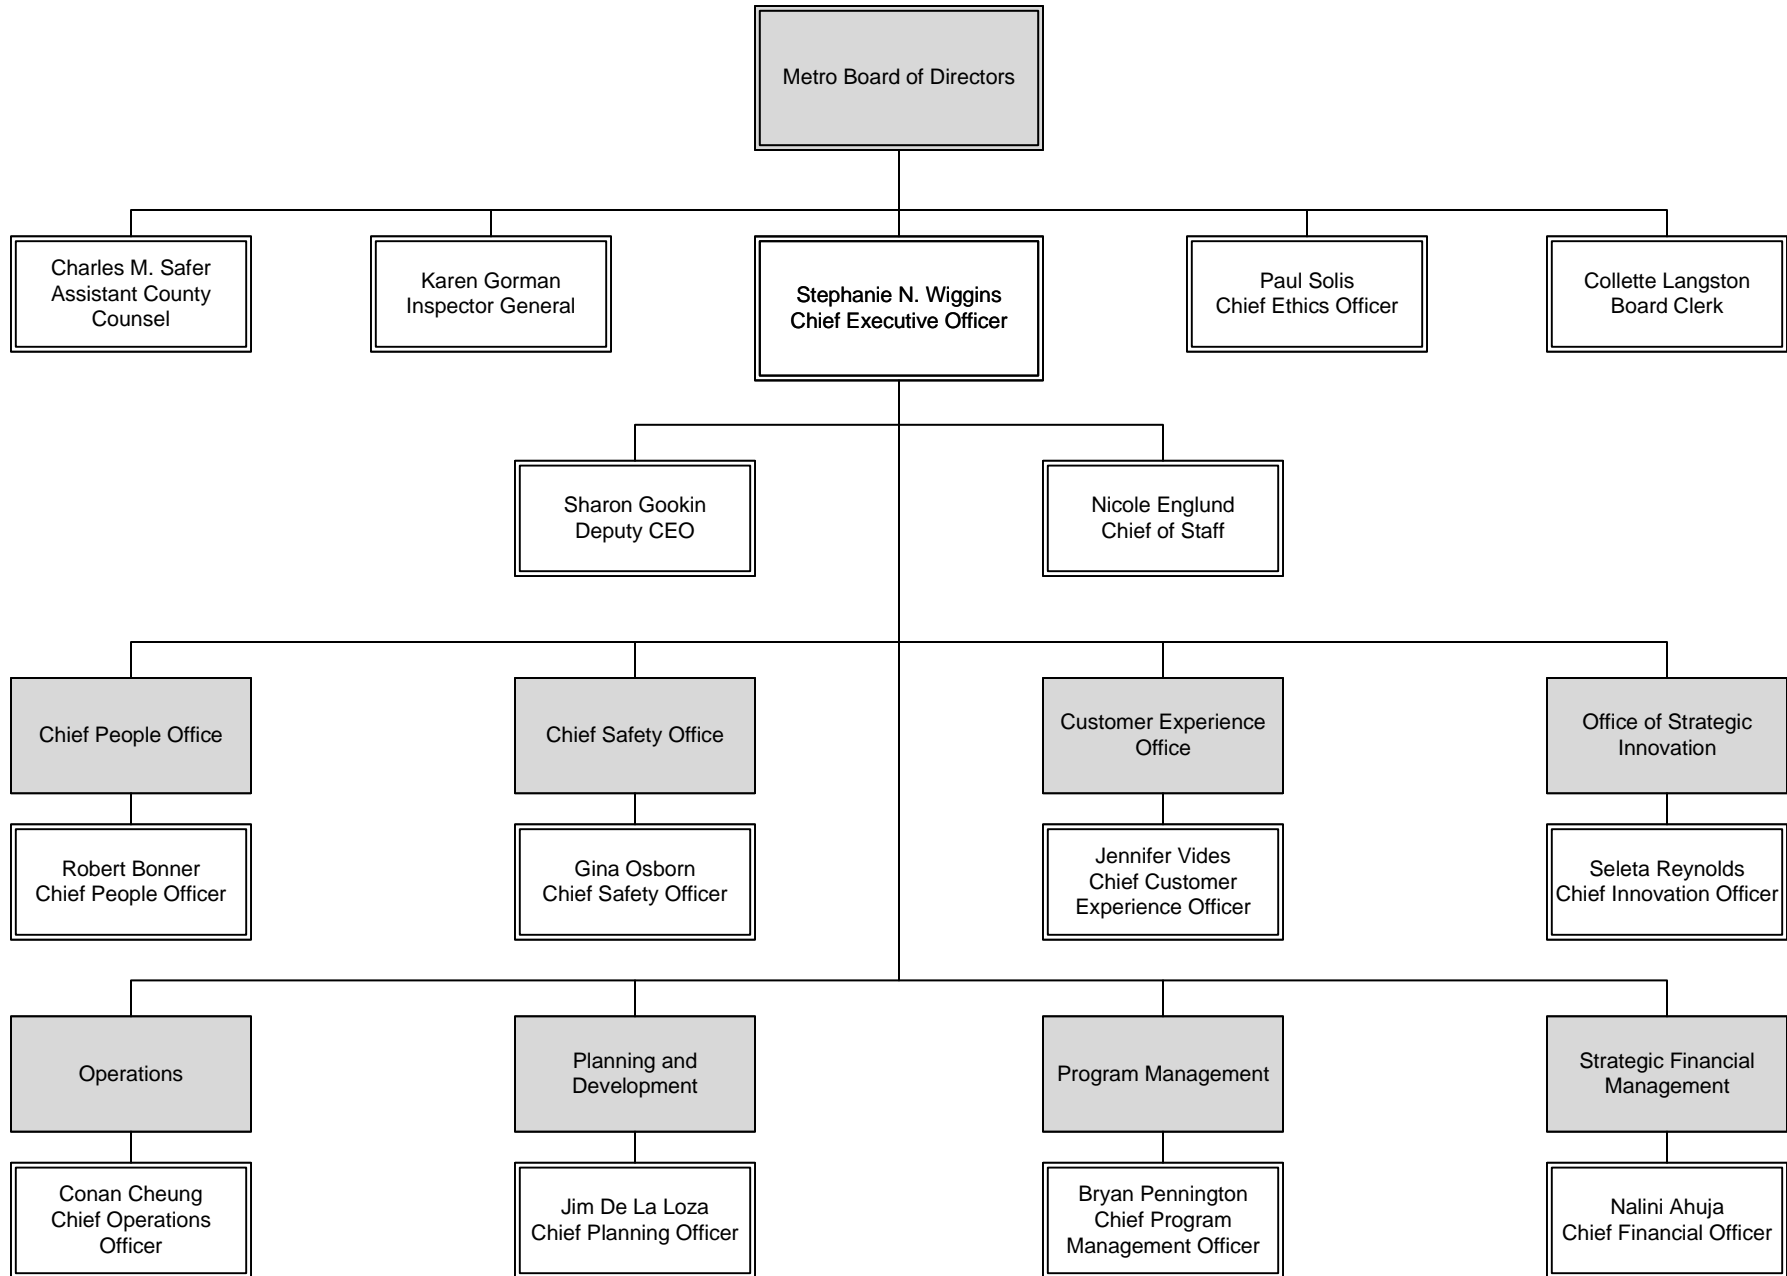 Metro Board of Directors
Charles M. Safer
Assistant County
Counsel
Karen Gorman
Inspector General
Stephanie N. Wiggins
Chief Executive Officer
Paul Solis
Chief Ethics Officer
Collette Langston
Board Clerk
Sharon Gookin
Deputy CEO
Nicole Englund
Chief of Staff
Chief People Office
Chief Safety Office
Customer Experience
Office
Office of Strategic
Innovation
Robert Bonner
Chief People Officer
Gina Osborn
Chief Safety Officer
Jennifer Vides
Chief Customer
Experience Officer
Seleta Reynolds
Chief Innovation Officer
Operations
Planning and
Development
Program Management
Strategic Financial
Management
Conan Cheung
Chief Operations
Officer
Jim De La Loza
Chief Planning Officer
Bryan Pennington
Chief Program
Management Officer
Nalini Ahuja
Chief Financial Officer